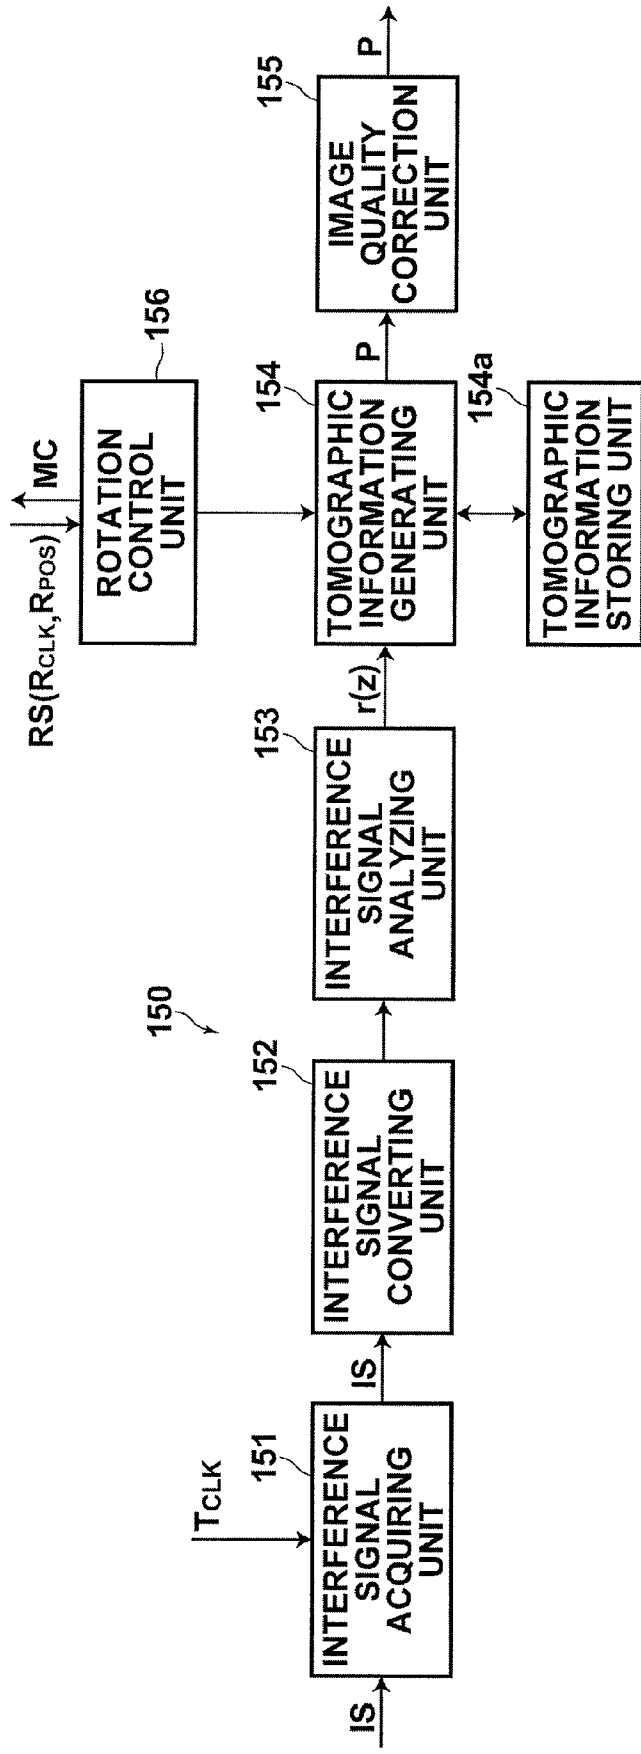 150
IS
TCLK
151
INTERFERENCE
SIGNAL
ACQUIRING
UNIT
IS
152
INTERFERENCE
SIGNAL
CONVERTING
UNIT
153
INTERFERENCE
SIGNAL
ANALYZING
UNIT
r(z)
RS(RCLK,RPOS)
MC
156
ROTATION
CONTROL
UNIT
154
TOMOGRAPHIC
INFORMATION
GENERATING
UNIT
154a
TOMOGRAPHIC
INFORMATION
STORING UNIT
P
155
IMAGE
QUALITY
CORRECTION
UNIT
P